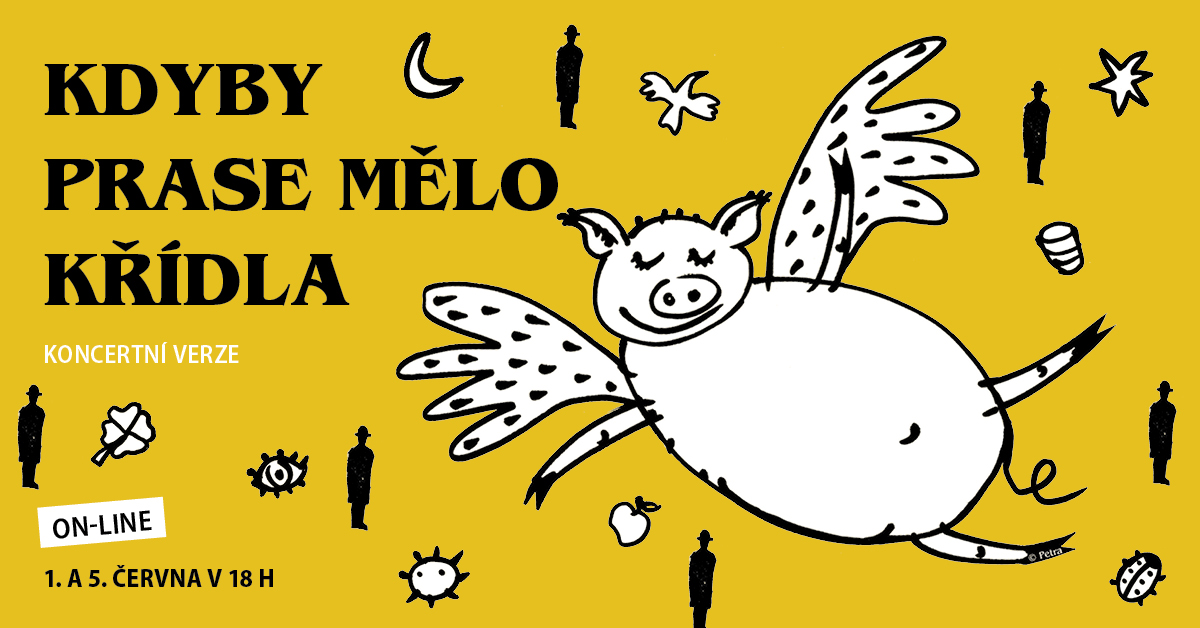 KDYBY
PRASE MĚLO
KŘÍDLA
KONCERTNÍ VERZE
ON-LINE
1. A 5. ČERVNA V 18 H
© Petra